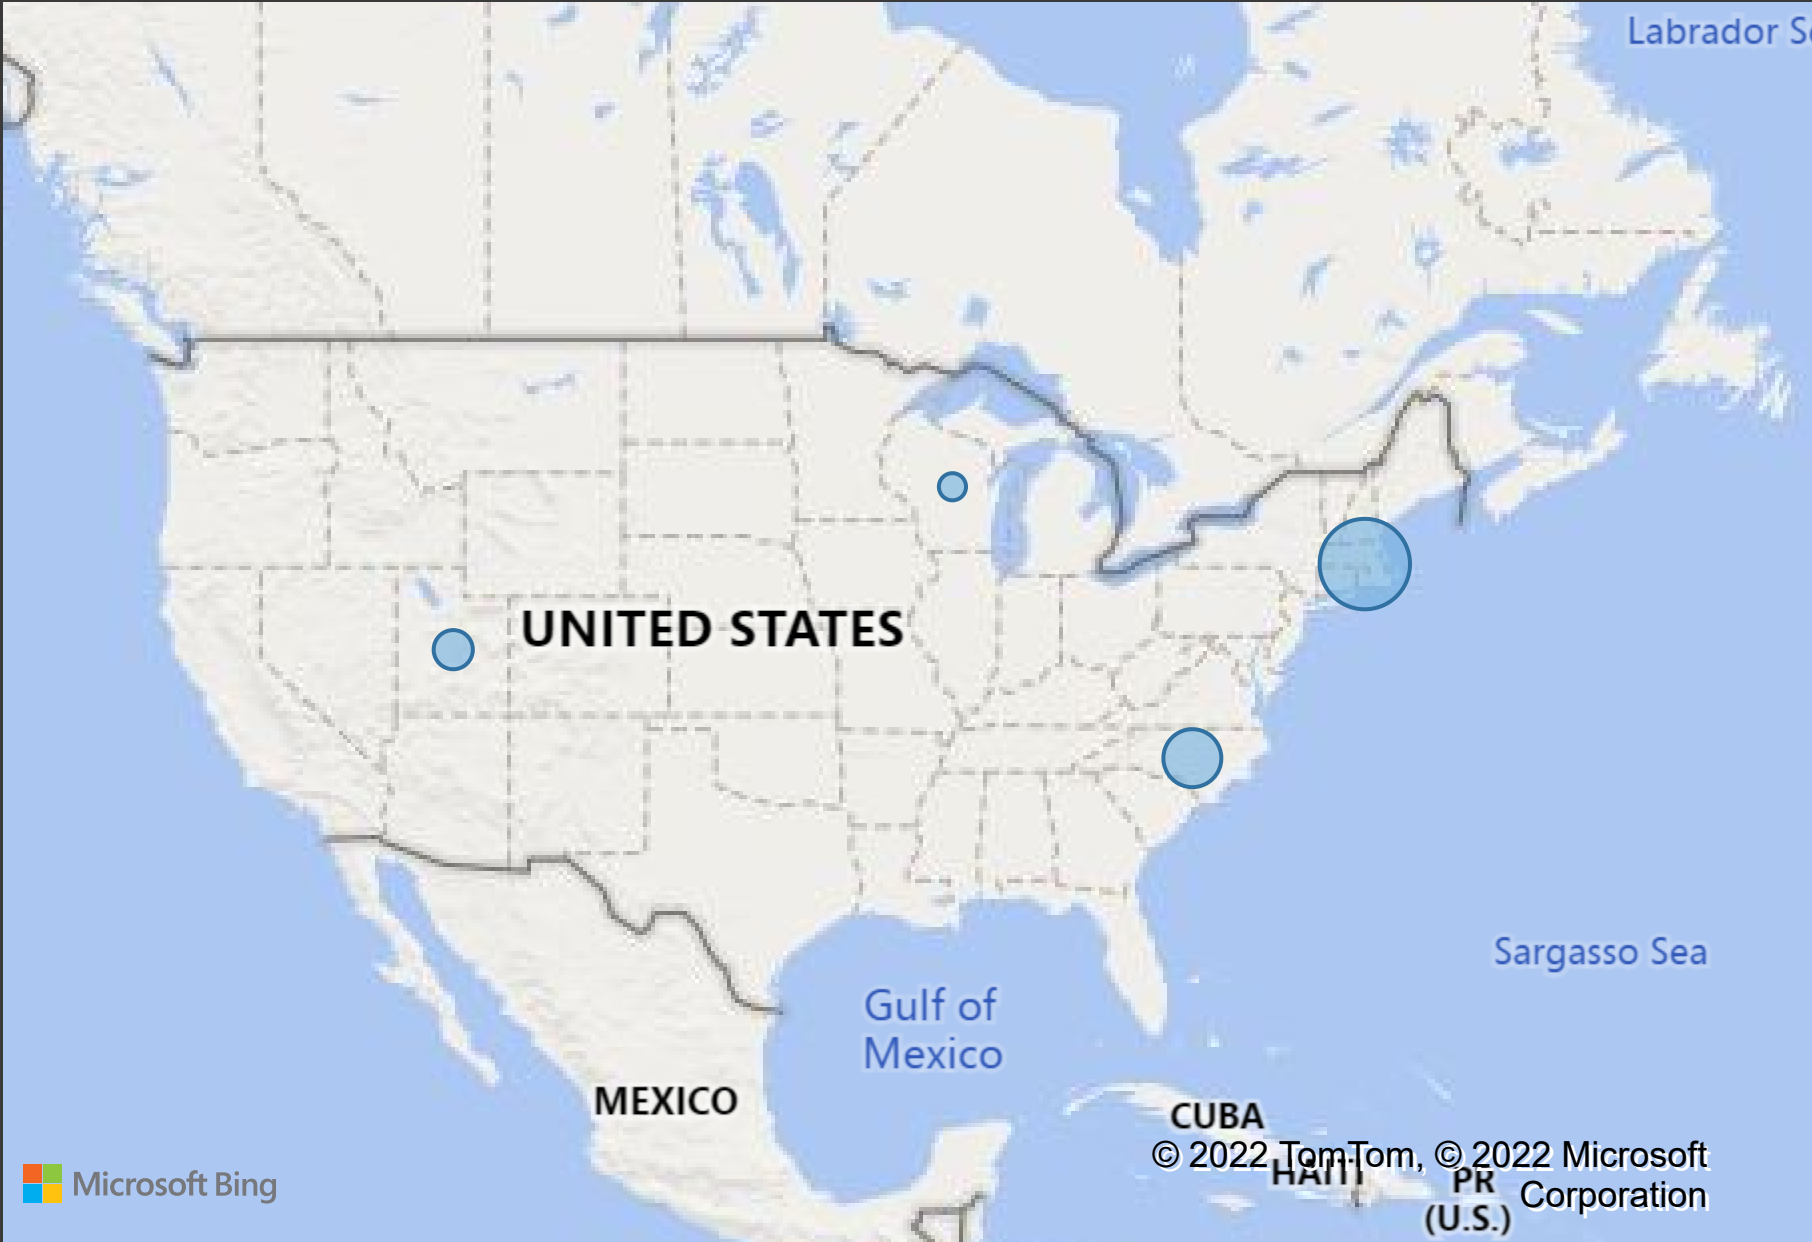 Labrador S
UNITED STATES
Sargasso Sea
Gulf of
Mexico
MEXICO
CUBA
© 2022 TomTom, © 2022 Microsoft
HAITI
PR
Corporation
(U.S.)
Microsoft Bing